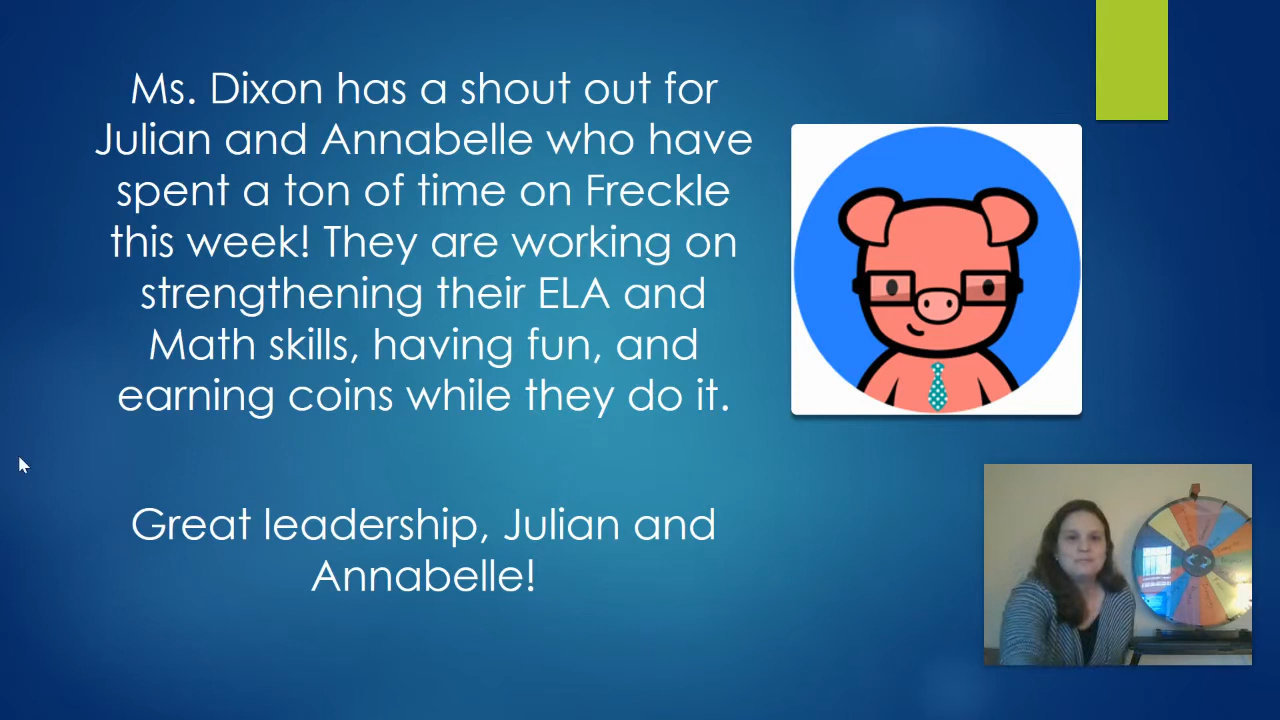 Ms. Dixon has a shout out for
Julian and Annabelle who have
spent a ton of time on Freckle
this week! They are working on
strengthening their ELA and
Math skills, having fun, and
earning coins while they do it.
Great leadership, Julian and
Annabelle!